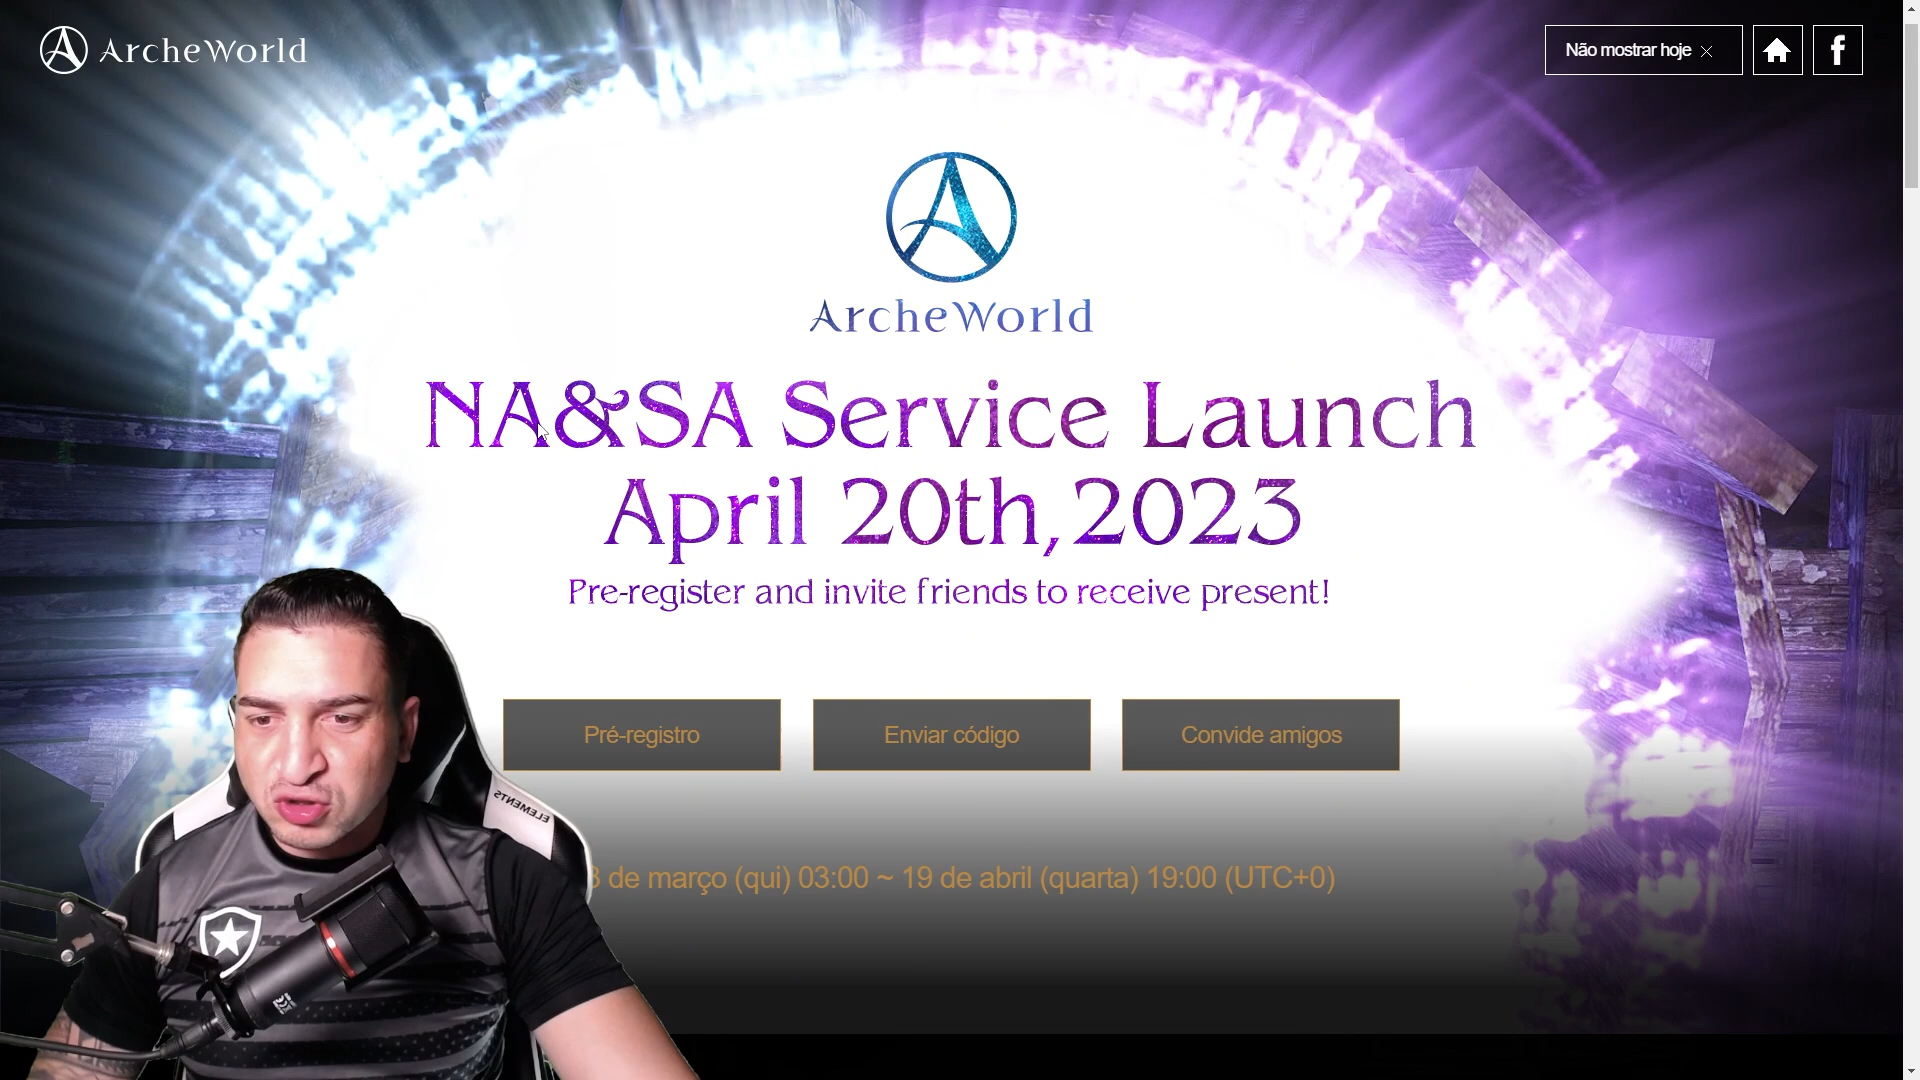 ArcheWorld
Não mostrar hoje
ArcheWorld
NA&SA Service Launch
April 20th,2023
Pre-register and invite friends to receive present!
Pré-registro
Enviar código
Convide amigos
de março (qui) 03:00 ~ 19 de abril (quarta) 19:00 (UTC+0)
ELEMENTS